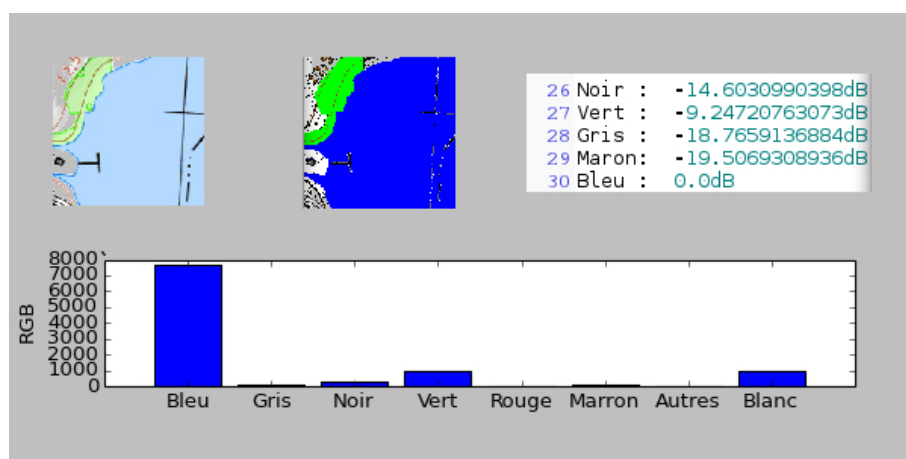 26 Noir : -14.6030990398dB
27 Vert : -9.24720763073dB
28 Gris : -18.7659136884dB
29 Maron: -19.5069308936dB
30 Bleu : 0.0dB
8000`
7000
6000
5000
4000
3000
2000
1000
0
RGB
Bleu Gris Noir Vert Rouge Marron Autres Blanc